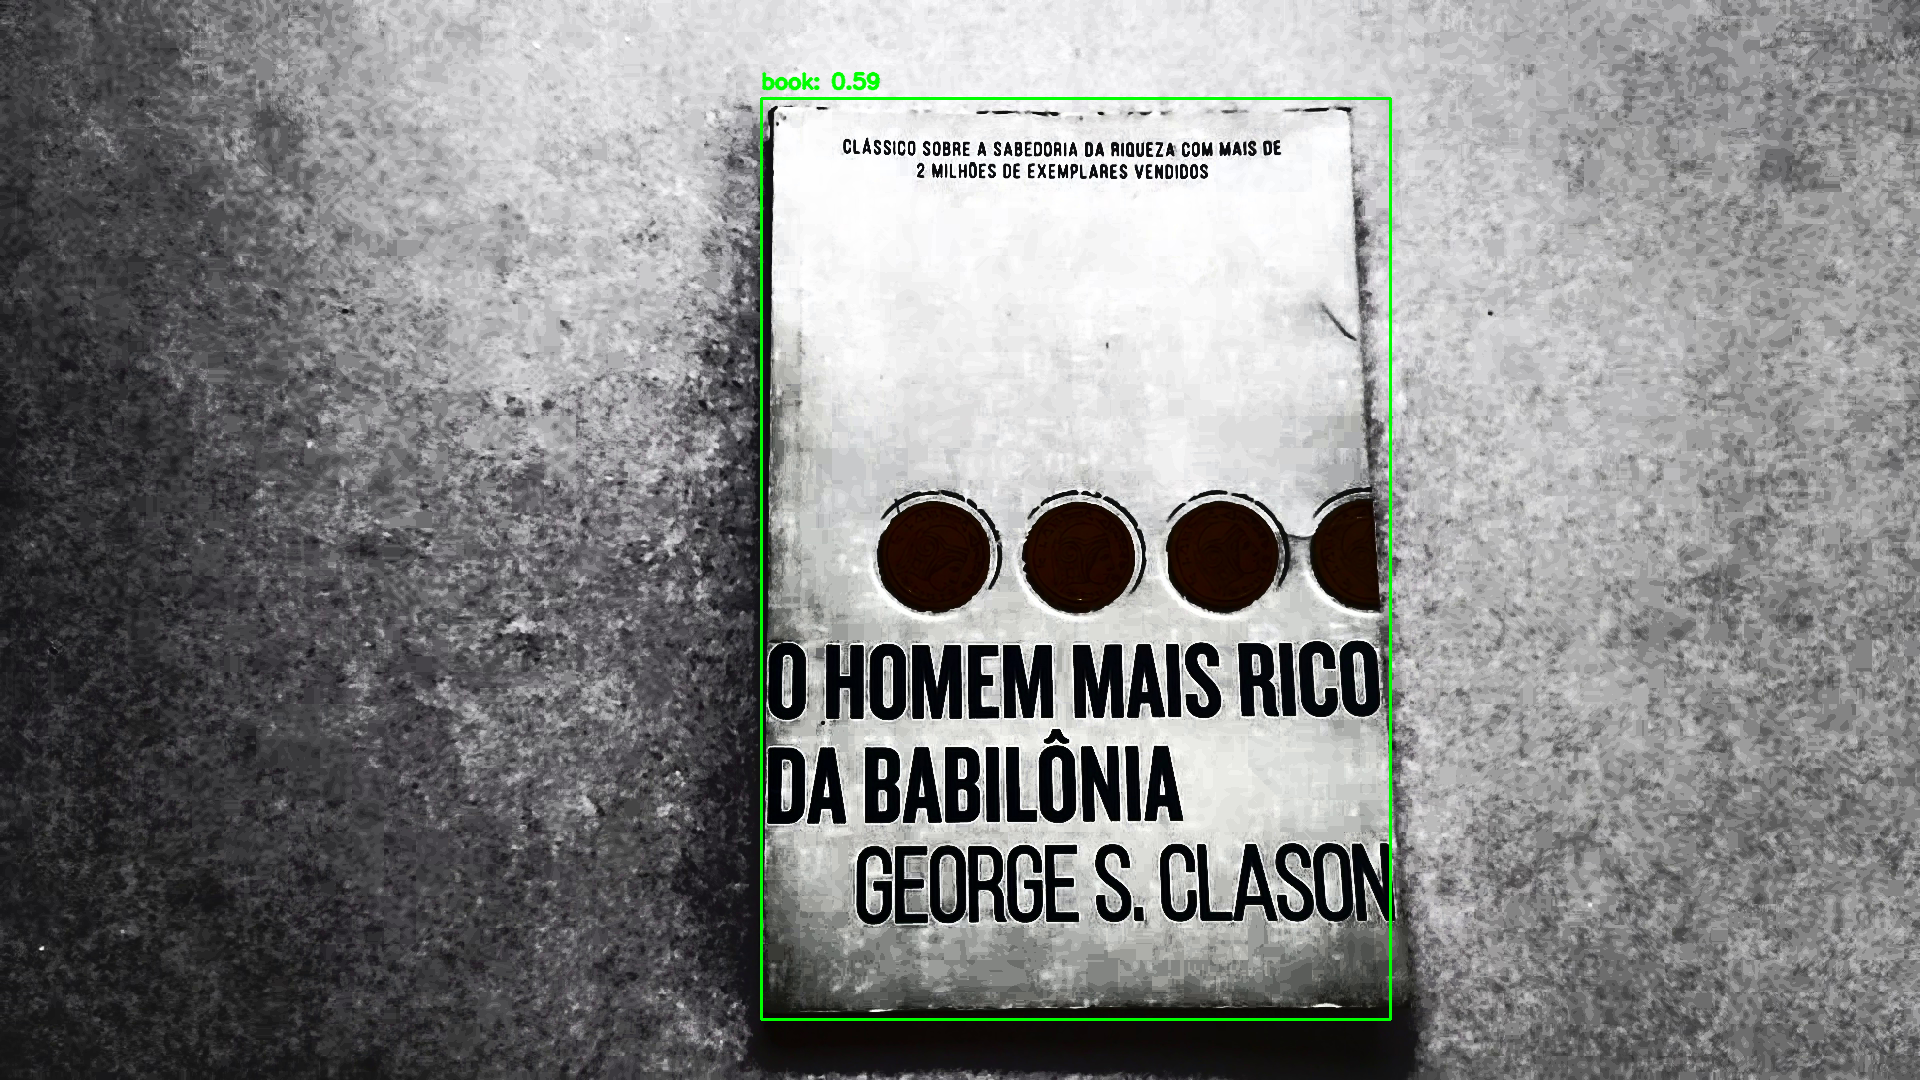 book: 0.59
CLÁSSICO SOBRE A SABEDORIA DA RIQUEZA COM MAIS DE
2 MILHÕES DE EXEMPLARES VENDIDOS
O HOMEM MAIS RICO
DA BABILÔNIA
GEORGE S. CLASON